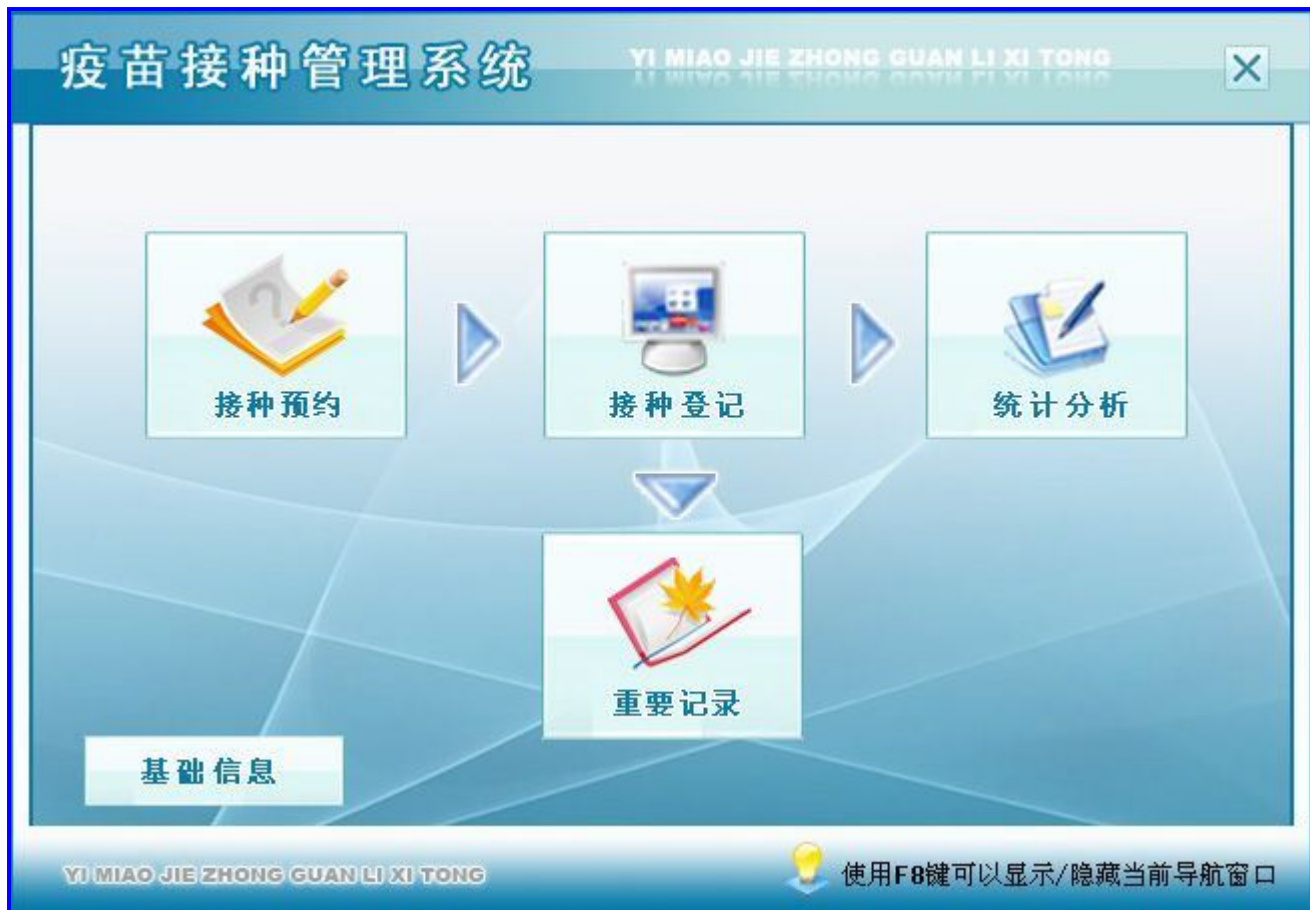 疫苗接种管理系统
YI MIAO JIE ZHONG GUAN LI XI TONG
接种预约
接种登记
统计分析
重要记录
基础信息
YI MIAO JIE ZHONG GUAN LI XI TONG
使用F8键可以显示/隐藏当前导航窗口